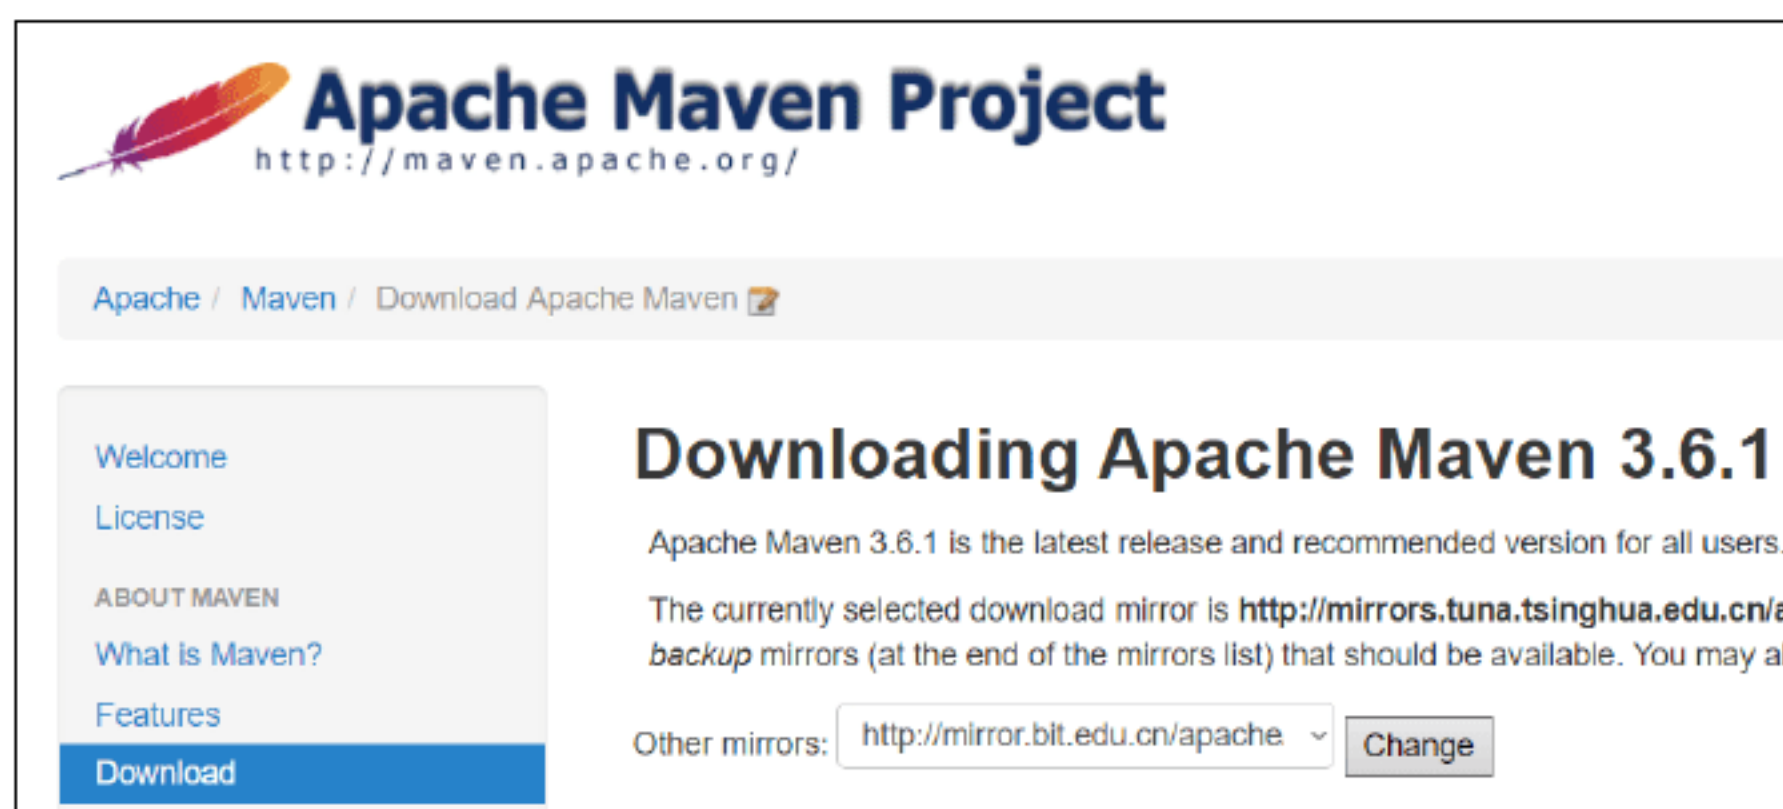 Apache Maven Project
http://maven.apache.org/
Apache / Maven / Download Apache Maven
Welcome
License
ABOUT MAVEN
What is Maven?
Features
Download
Downloading Apache Maven 3.6.1
Apache Maven 3.6.1 is the latest release and recommended version for all users.
The currently selected download mirror is http://mirrors.tuna.tsinghua.edu.cn/
backup mirrors (at the end of the mirrors list) that should be available. You may
Other mirrors: http://mirror.bit.edu.cn/apache Change